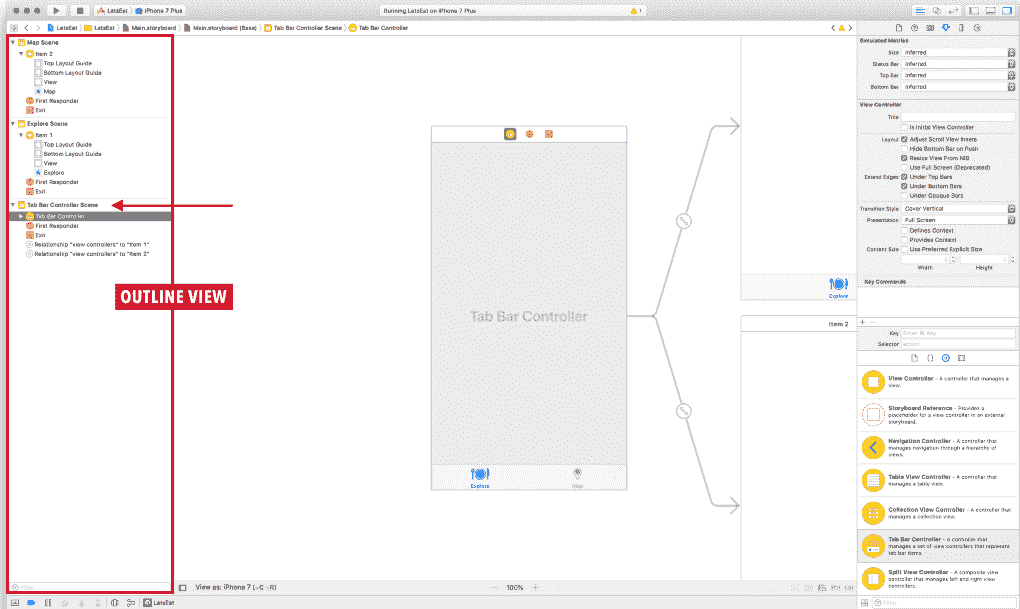 LetsEat
iPhone 7 Plus
Running LetsEat on iPhone 7 Plus
1
LetsEat
LetsEat
Main.storyboard
Main.storyboard (Base)
Tab Bar Controller Scene
Tab Bar Controller
Map Scene
Item 2
Top Layout Guide
Bottom Layout Guide
View
Map
First Responder
Exit
Explore Scene
Item 1
Top Layout Guide
Bottom Layout Guide
View
Explore
First Responder
Exit
Tab Bar Controller Scene
Tab Bar Controller
First Responder
Exit
Relationship "view controllers" to "Item 1"
Relationship "view controllers" to "Item 2"
OUTLINE VIEW
Filter
LetsEat
Tab Bar Controller
Explore
Map
Explore
Item 2
View as: iPhone 7
100%
Simulated Metrics
Size Inferred
Status Bar Inferred
Top Bar Inferred
Bottom Bar Inferred
View Controller
Title
Is Initial View Controller
Layout Adjust Scroll View Insets
Hide Bottom Bar on Push
Resize View From NIB
Use Full Screen (Deprecated)
Extend Edges Under Top Bars
Under Bottom Bars
Under Opaque Bars
Transition Style Cover Vertical
Presentation Full Screen
Defines Context
Provides Context
Content Size Use Preferred Explicit Size
Width Height
Key Commands
Key Enter Key
Selector action
View Controller - A controller that manages a
view.
Storyboard Reference - Provides a
placeholder for a view controller in an external
storyboard.
Navigation Controller - A controller that
manages navigation through a hierarchy of
views.
Table View Controller - A controller that
manages a table view.
Collection View Controller - A controller that
manages a collection view.
Tab Bar Controller - A controller that
manages a set of view controllers that represent
tab bar items.
Split View Controller - A composite view
controller that manages left and right view
controllers.
Filter